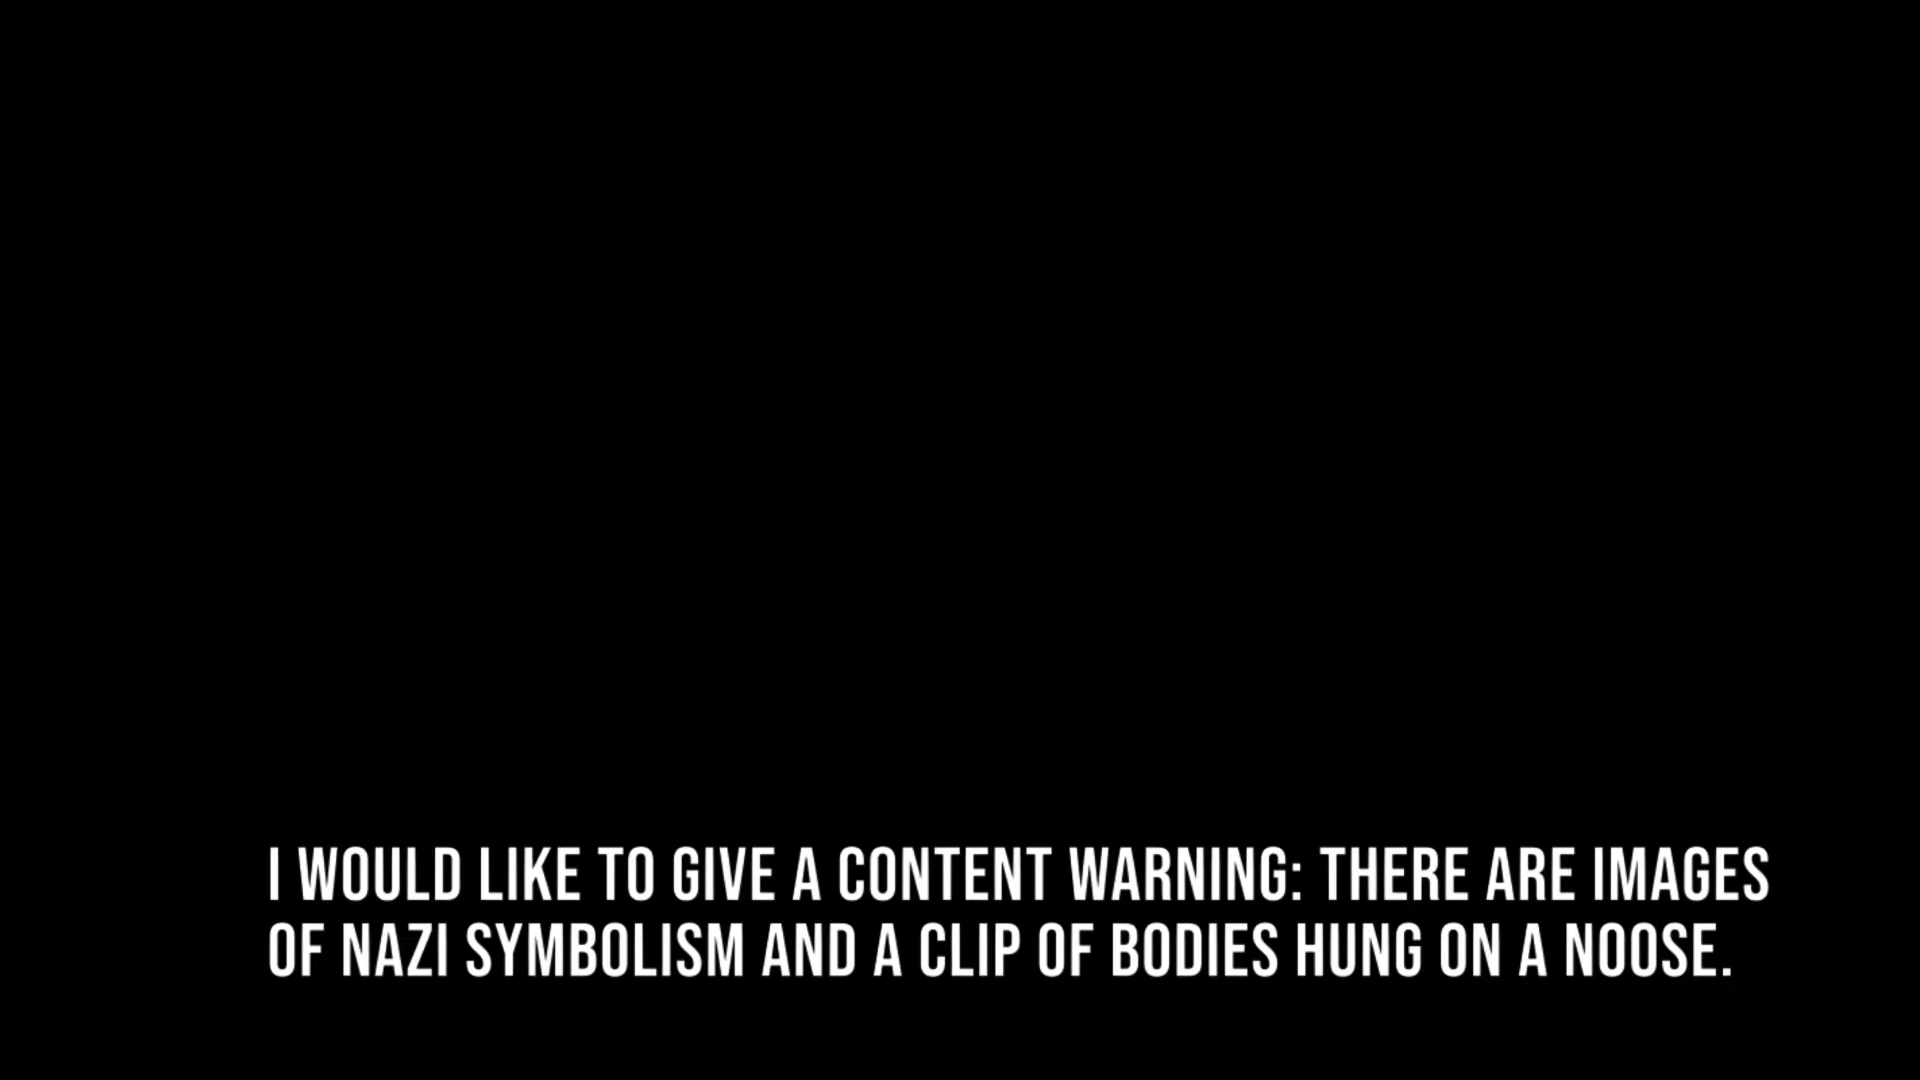 I WOULD LIKE TO GIVE A CONTENT WARNING: THERE ARE IMAGES
OF NAZI SYMBOLISM AND A CLIP OF BODIES HUNG ON A NOOSE.